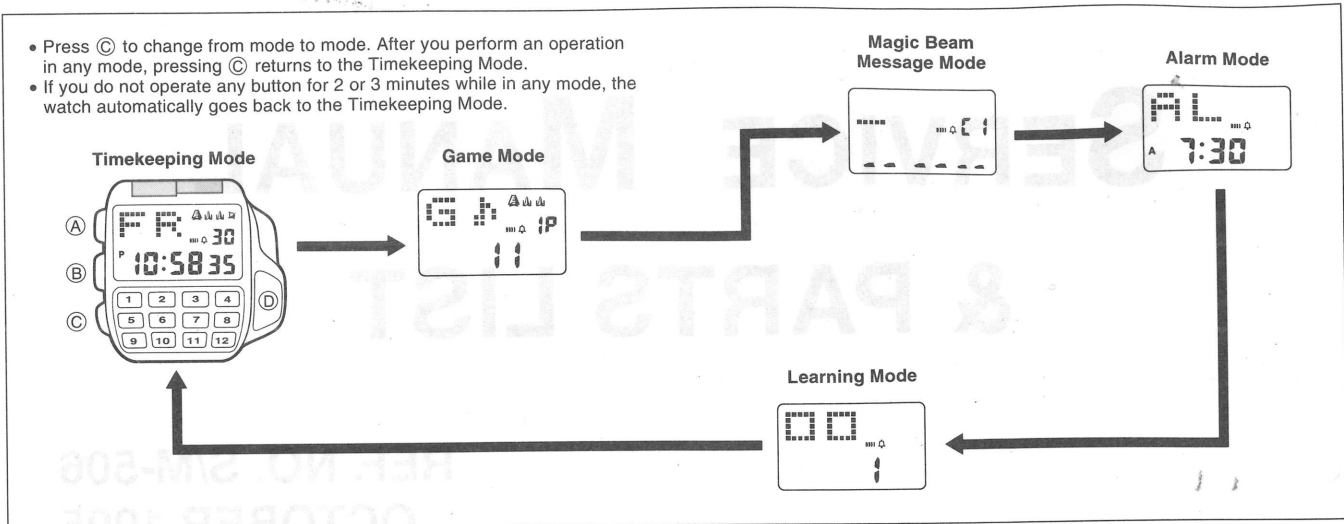 • Press Ⓒ to change from mode to mode. After you perform an operation
in any mode, pressing Ⓒ returns to the Timekeeping Mode.
• If you do not operate any button for 2 or 3 minutes while in any mode, the
watch automatically goes back to the Timekeeping Mode.
Timekeeping Mode
Ⓐ
Ⓑ
Ⓒ
Ⓓ
FR
30
P 10:58 35
1 2 3 4
5 6 7 8
9 10 11 12
Game Mode
1P
11
Magic Beam
Message Mode
---- C1
Alarm Mode
AL
A 7:30
Learning Mode
1
SERVICE MANUAL
& PARTS LIST
REF. NO. S/M-506
OCTOBER 1995